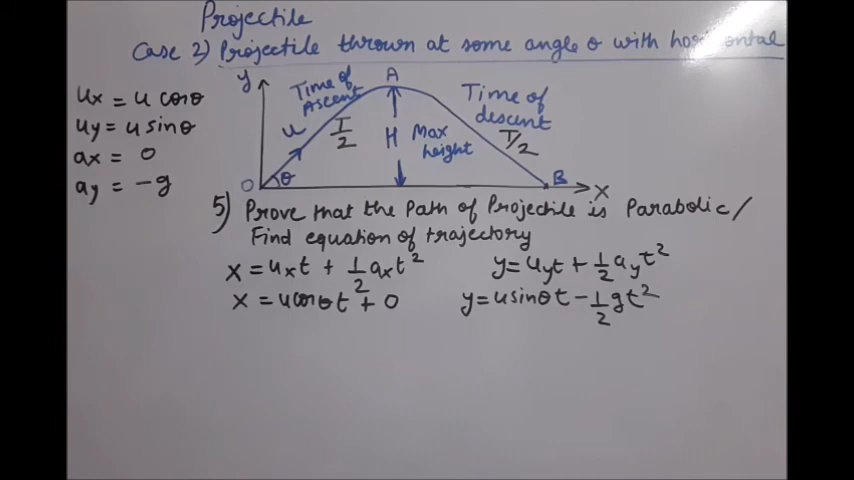 Projectile
Case 2) Projectile thrown at some angle θ with horizontal
ux = u cosθ
uy = u sinθ
ax = 0
ay = -g
y
Time of
Ascent
A
Time of
descent
u
T/2
H
Max
height
T/2
O
θ
B
X
5) Prove that the Path of Projectile is Parabolic/
Find equation of trajectory
x = uxt + 1/2 axt²
y = uyt + 1/2 ayt²
x = ucosθt + 0
y = usinθt - 1/2 gt²